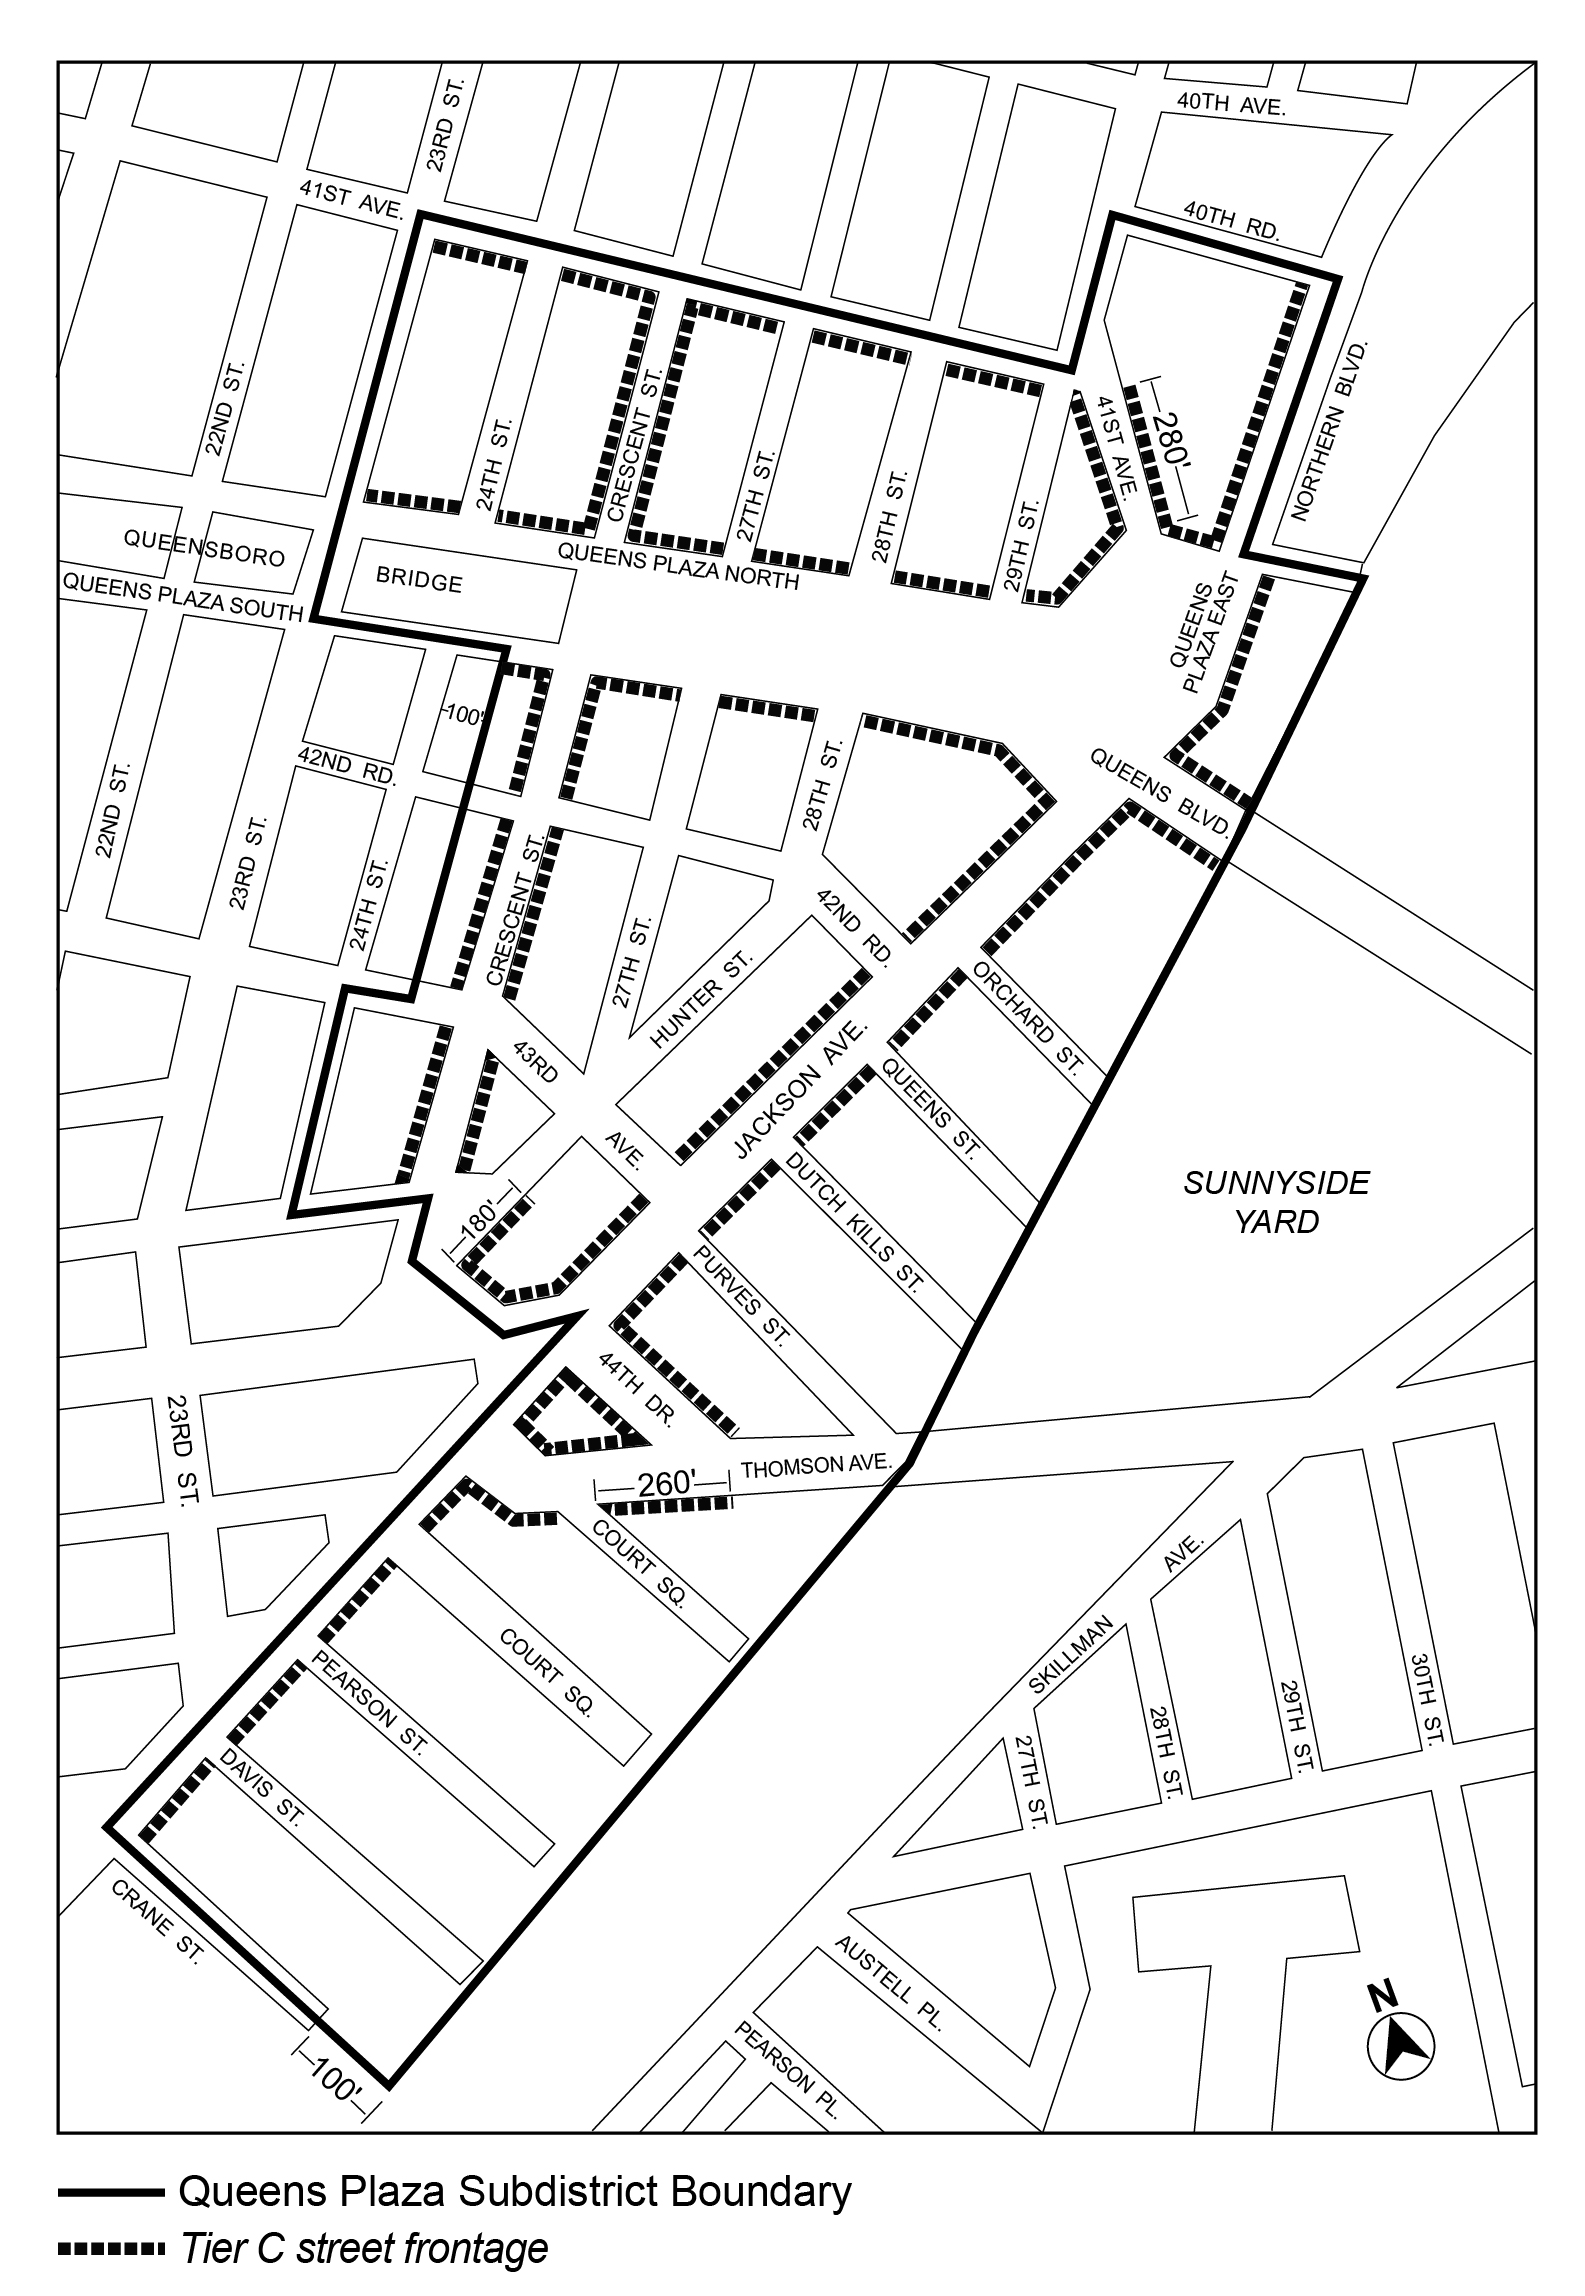 40TH AVE.
23RD ST.
41ST AVE.
40TH RD.
22ND ST.
24TH ST.
CRESCENT ST.
27TH ST.
28TH ST.
29TH ST.
41ST AVE.
280'
NORTHERN BLVD.
QUEENSBORO
BRIDGE
QUEENS PLAZA NORTH
QUEENS PLAZA SOUTH
QUEENS
PLAZA EAST
100'
42ND RD.
22ND ST.
23RD ST.
24TH ST.
CRESCENT ST.
27TH ST.
28TH ST.
QUEENS BLVD.
42ND RD.
HUNTER ST.
ORCHARD ST.
43RD
AVE.
JACKSON AVE.
QUEENS ST.
DUTCH KILLS ST.
SUNNYSIDE
YARD
180'
PURVES ST.
44TH DR.
23RD ST.
THOMSON AVE.
260'
COURT SQ.
COURT SQ.
SKILLMAN
AVE.
PEARSON ST.
DAVIS ST.
27TH ST.
28TH ST.
29TH ST.
30TH ST.
CRANE ST.
100'
AUSTELL PL.
PEARSON PL.
N
Queens Plaza Subdistrict Boundary
Tier C street frontage